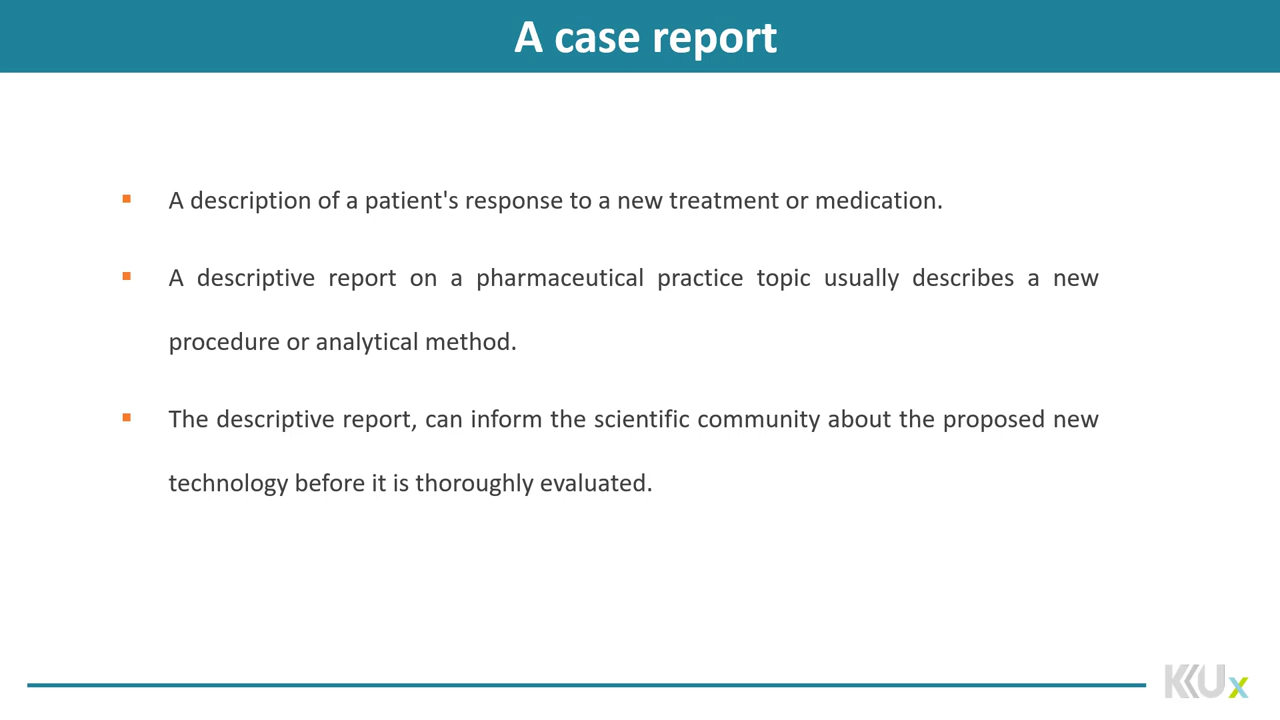 A case report
▪ A description of a patient's response to a new treatment or medication.
▪ A descriptive report on a pharmaceutical practice topic usually describes a new
procedure or analytical method.
▪ The descriptive report, can inform the scientific community about the proposed new
technology before it is thoroughly evaluated.
KKUx